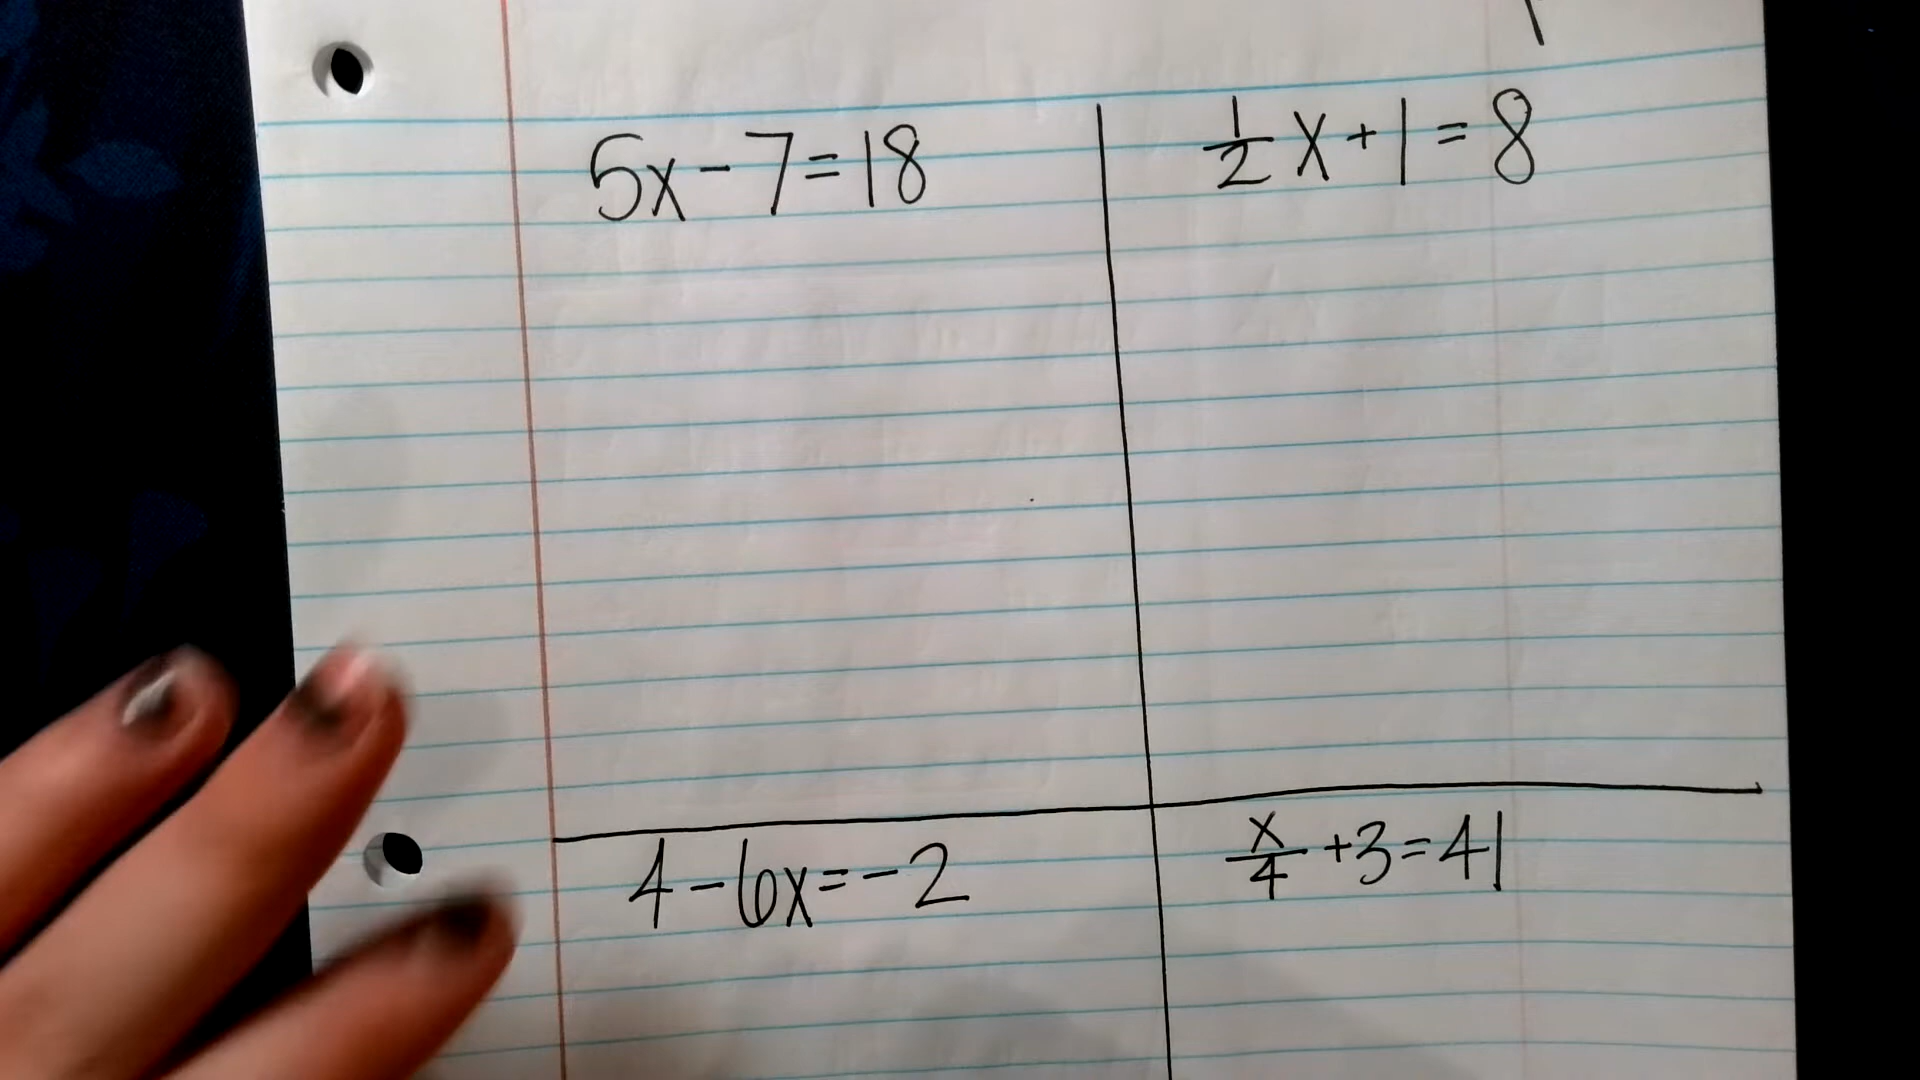 5x-7=18
1/2 x+1=8
4-6x=-2
x/4 +3=41